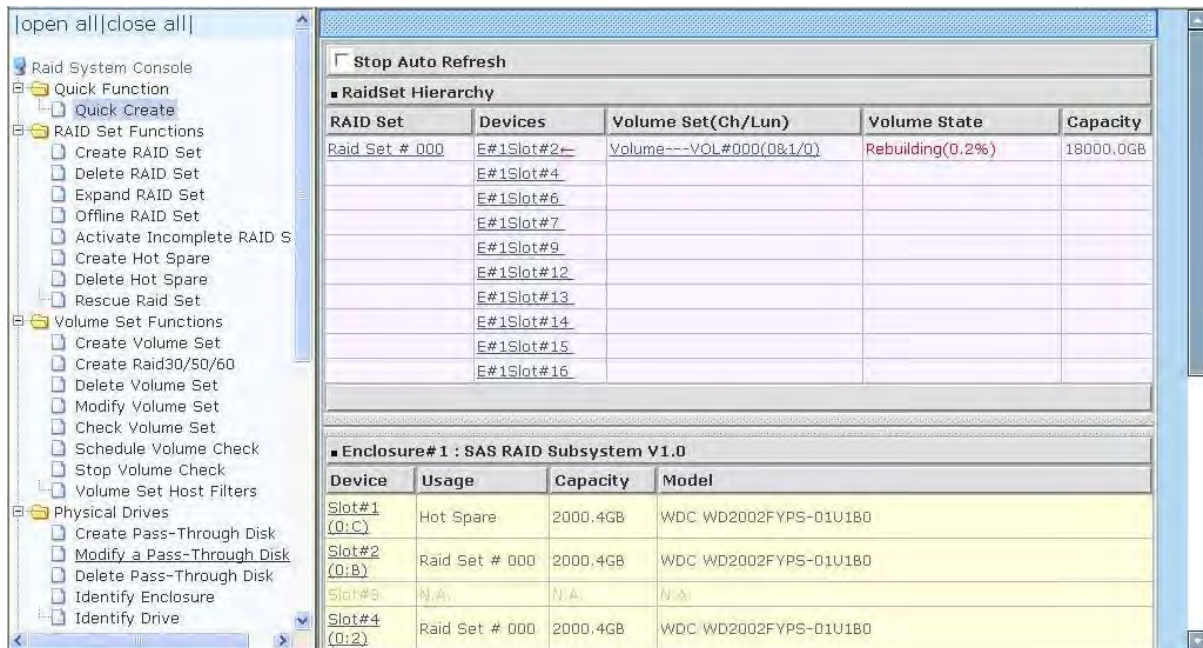 |open all|close all|
Raid System Console
Quick Function
Quick Create
RAID Set Functions
Create RAID Set
Delete RAID Set
Expand RAID Set
Offline RAID Set
Activate Incomplete RAID S
Create Hot Spare
Delete Hot Spare
Rescue Raid Set
Volume Set Functions
Create Volume Set
Create Raid30/50/60
Delete Volume Set
Modify Volume Set
Check Volume Set
Schedule Volume Check
Stop Volume Check
Volume Set Host Filters
Physical Drives
Create Pass-Through Disk
Modify a Pass-Through Disk
Delete Pass-Through Disk
Identify Enclosure
Identify Drive
Stop Auto Refresh
RaidSet Hierarchy
RAID Set Devices Volume Set(Ch/Lun) Volume State Capacity
Raid Set # 000 E#1Slot#2← Volume---VOL#000(0&1/0) Rebuilding(0.2%) 18000.0GB
E#1Slot#4
E#1Slot#6
E#1Slot#7
E#1Slot#9
E#1Slot#12
E#1Slot#13
E#1Slot#14
E#1Slot#15
E#1Slot#16
Enclosure#1 : SAS RAID Subsystem V1.0
Device Usage Capacity Model
Slot#1 (0:C) Hot Spare 2000.4GB WDC WD2002FYPS-01U1B0
Slot#2 (0:B) Raid Set # 000 2000.4GB WDC WD2002FYPS-01U1B0
Slot#3 N.A. N.A. N.A.
Slot#4 (0:2) Raid Set # 000 2000.4GB WDC WD2002FYPS-01U1B0